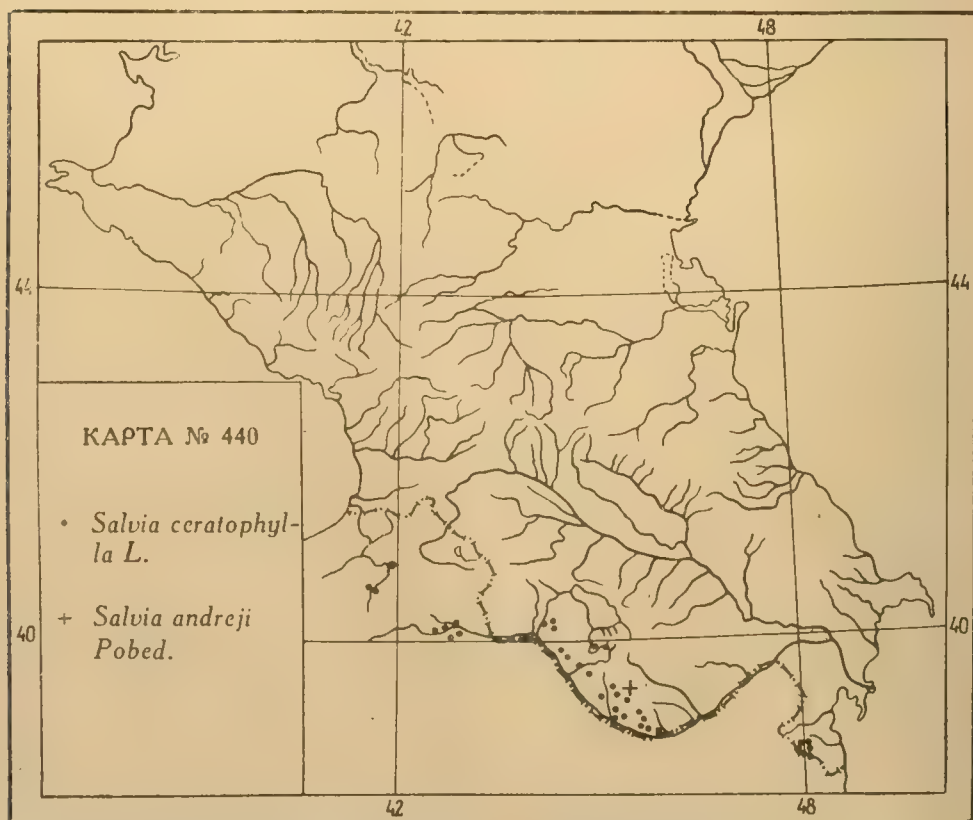 42
48
44
44
КАРТА № 440
• Salvia ceratophyl-
la L.
+ Salvia andreji
Pobed.
40
40
42
48